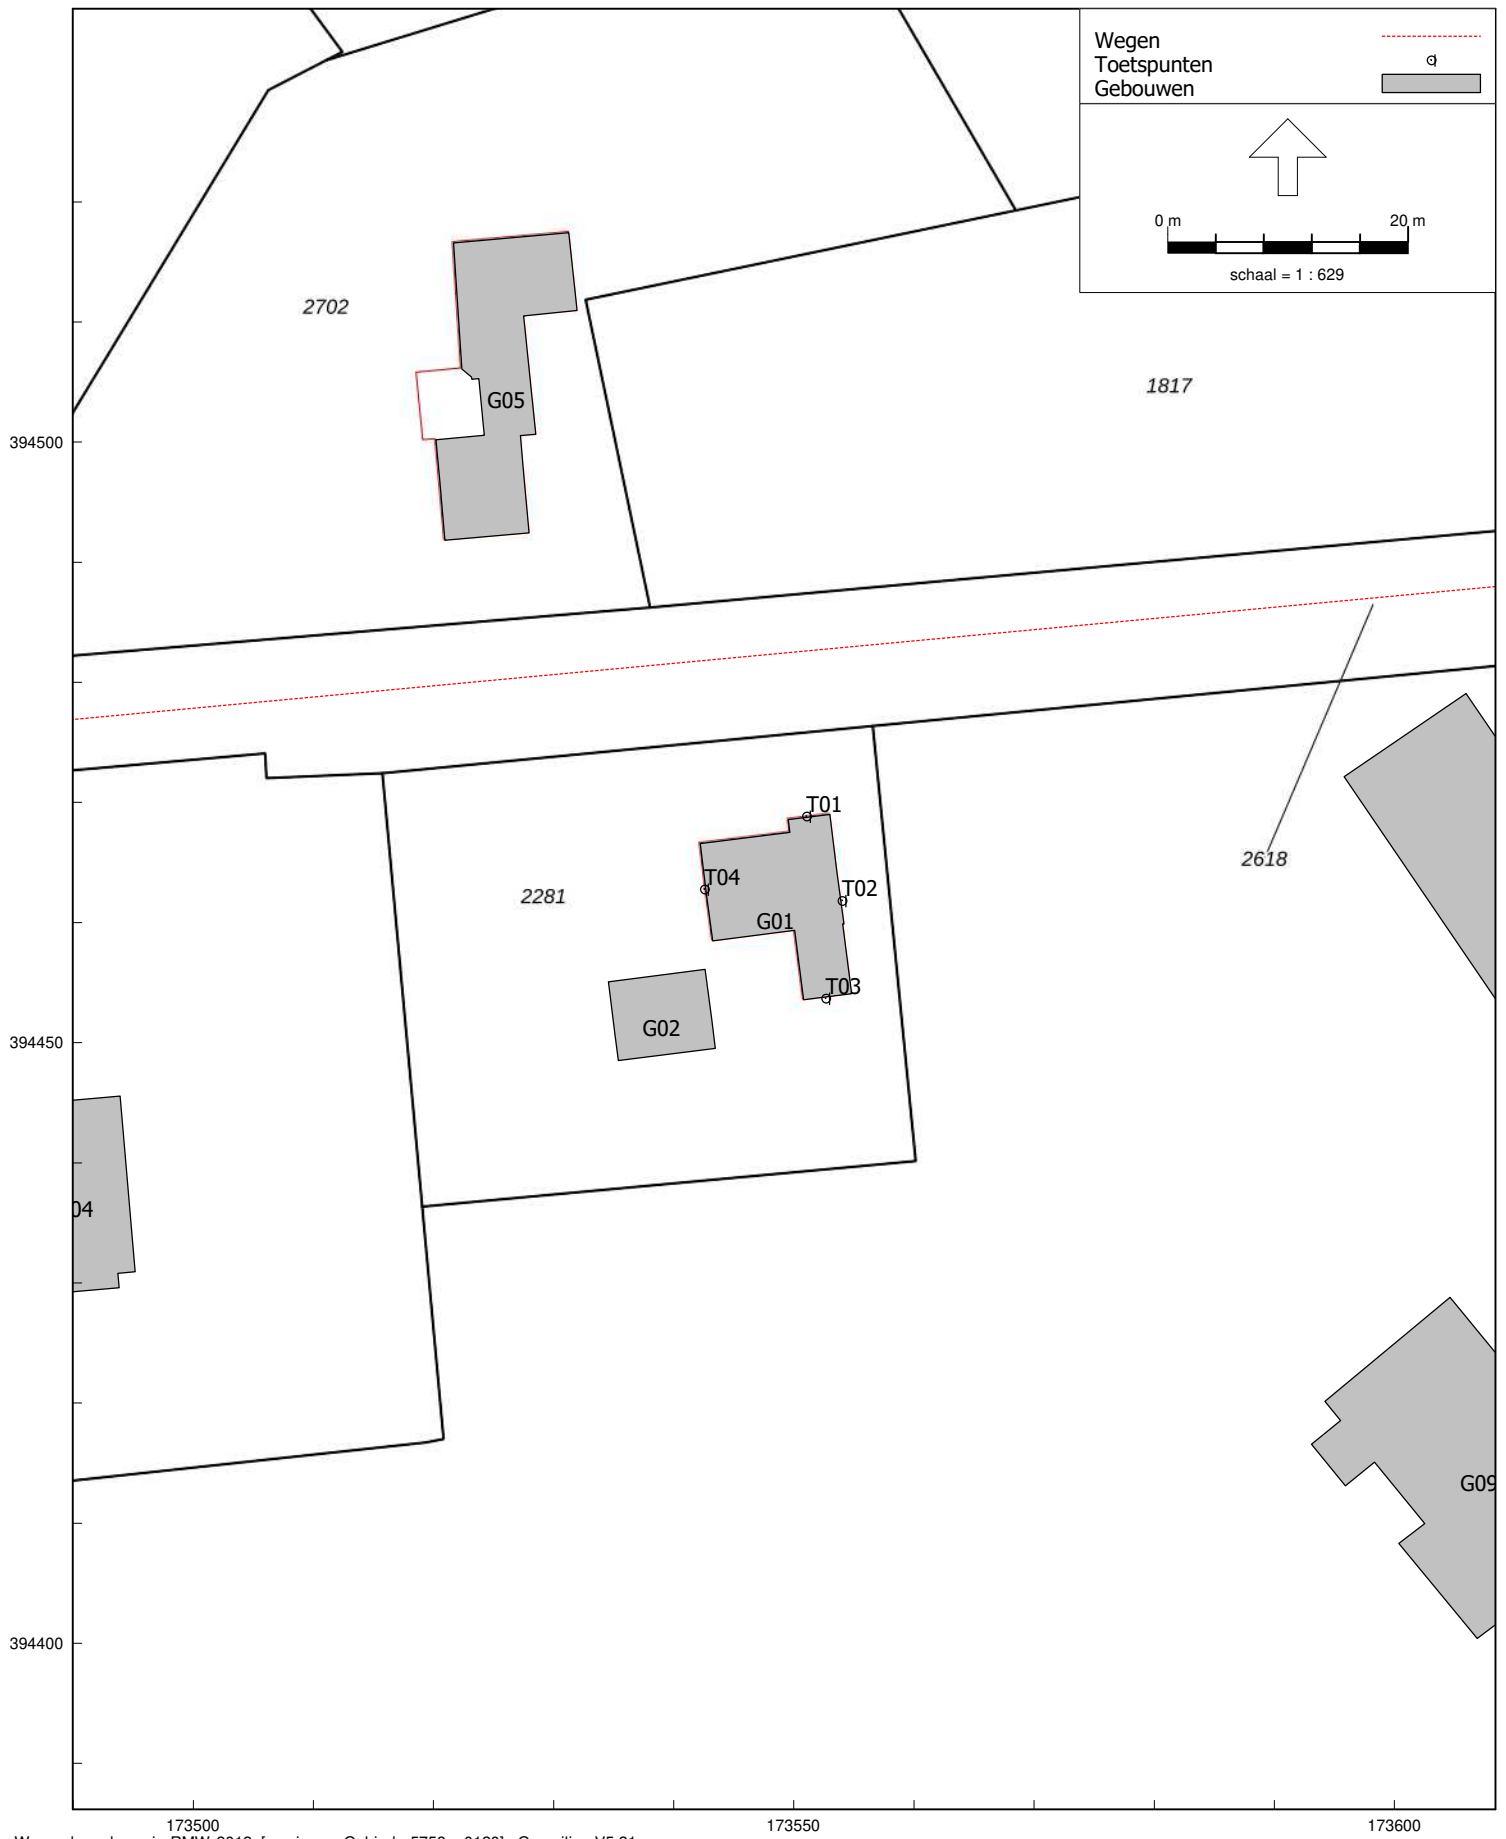 Wegen
Toetspunten
Gebouwen
0 m 20 m
schaal = 1 : 629
2702
1817
G05
394500
T01
T04
T02
2281
G01
2618
T03
G02
394450
04
G09
394400
173500 173550 173600